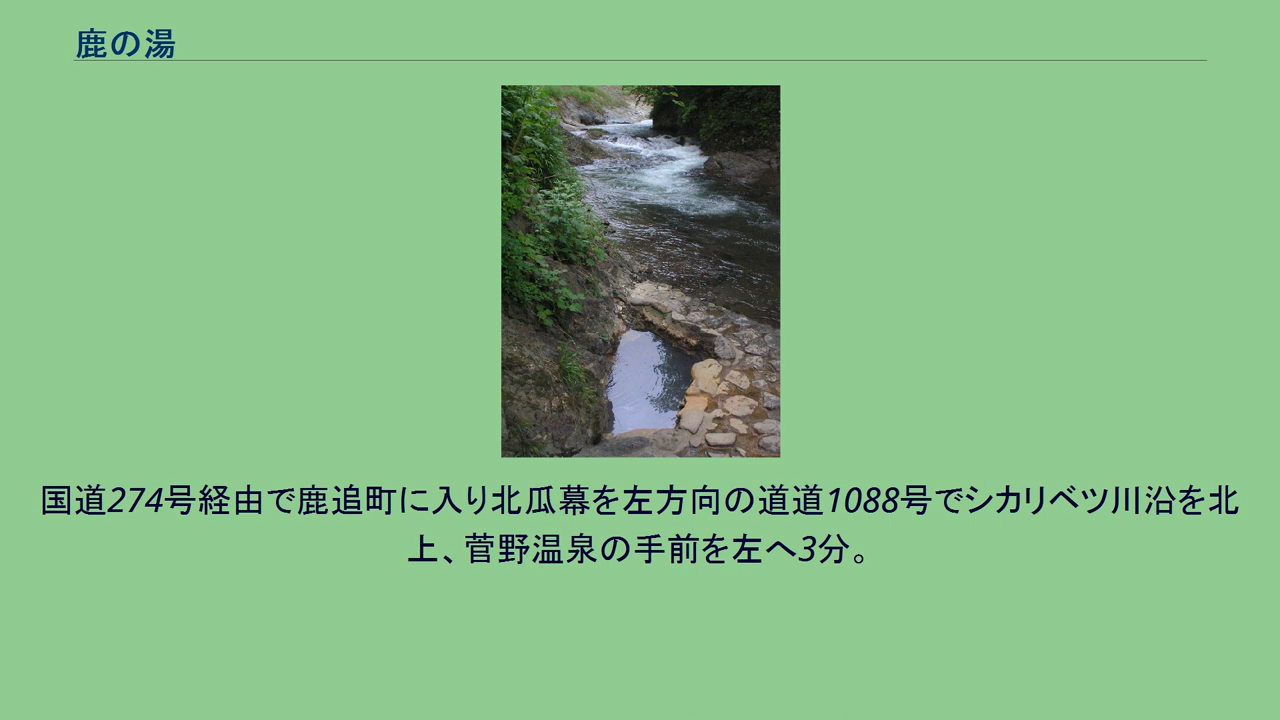 鹿の湯
国道274号経由で鹿追町に入り北瓜幕を左方向の道道1088号でシカリベツ川沿を北
上、菅野温泉の手前を左へ3分。